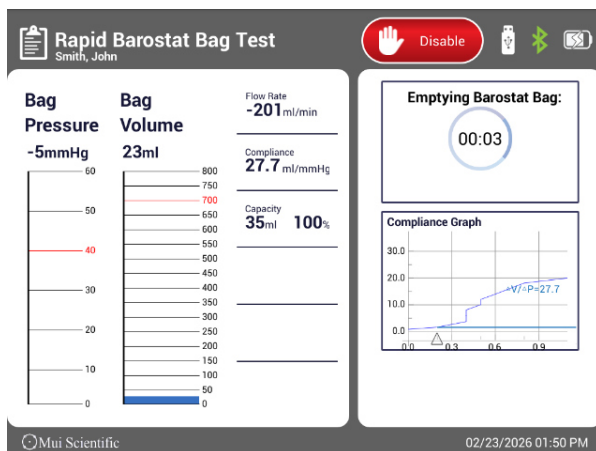 Rapid Barostat Bag Test
Smith, John
Disable
Bag Pressure
-5mmHg
60
50
40
30
20
10
0
Bag Volume
23ml
800
750
700
650
600
550
500
450
400
350
300
250
200
150
100
50
0
Flow Rate
-201 ml/min
Compliance
27.7 ml/mmHg
Capacity
35ml 100%
Emptying Barostat Bag:
00:03
Compliance Graph
30.0
20.0
10.0
0.0
▵V/▵P=27.7
0.0 0.3 0.6 0.9
Mui Scientific
02/23/2026 01:50 PM